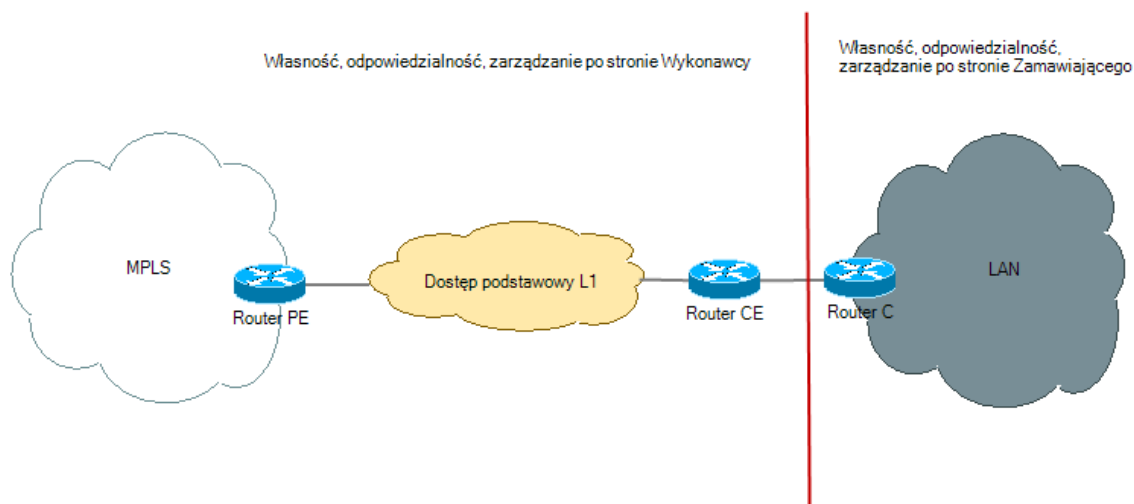 Własność, odpowiedzialność, zarządzanie po stronie Wykonawcy
Własność, odpowiedzialność,
zarządzanie po stronie Zamawiającego
MPLS
Router PE
Dostęp podstawowy L1
Router CE
Router C
LAN